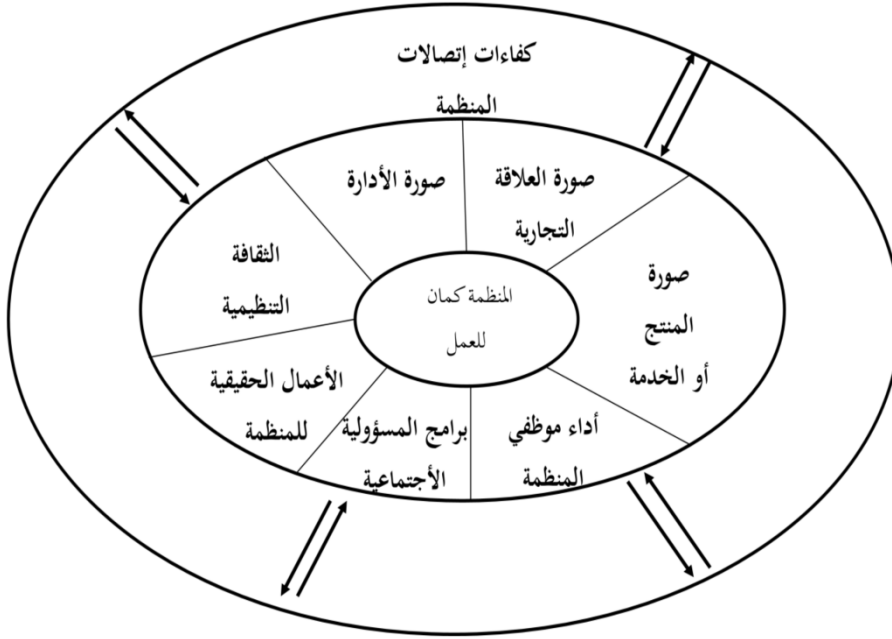 كفاءات إتصالات
المنظمة
صورة العلاقة
التجارية
صورة الأدارة
الثقافة
التنظيمية
صورة
المنتج
أو الخدمة
المنظمة كمان
للعمل
الأعمال الحقيقية
للمنظمة
برامج المسؤولية
الأجتماعية
أداء موظفي
المنظمة